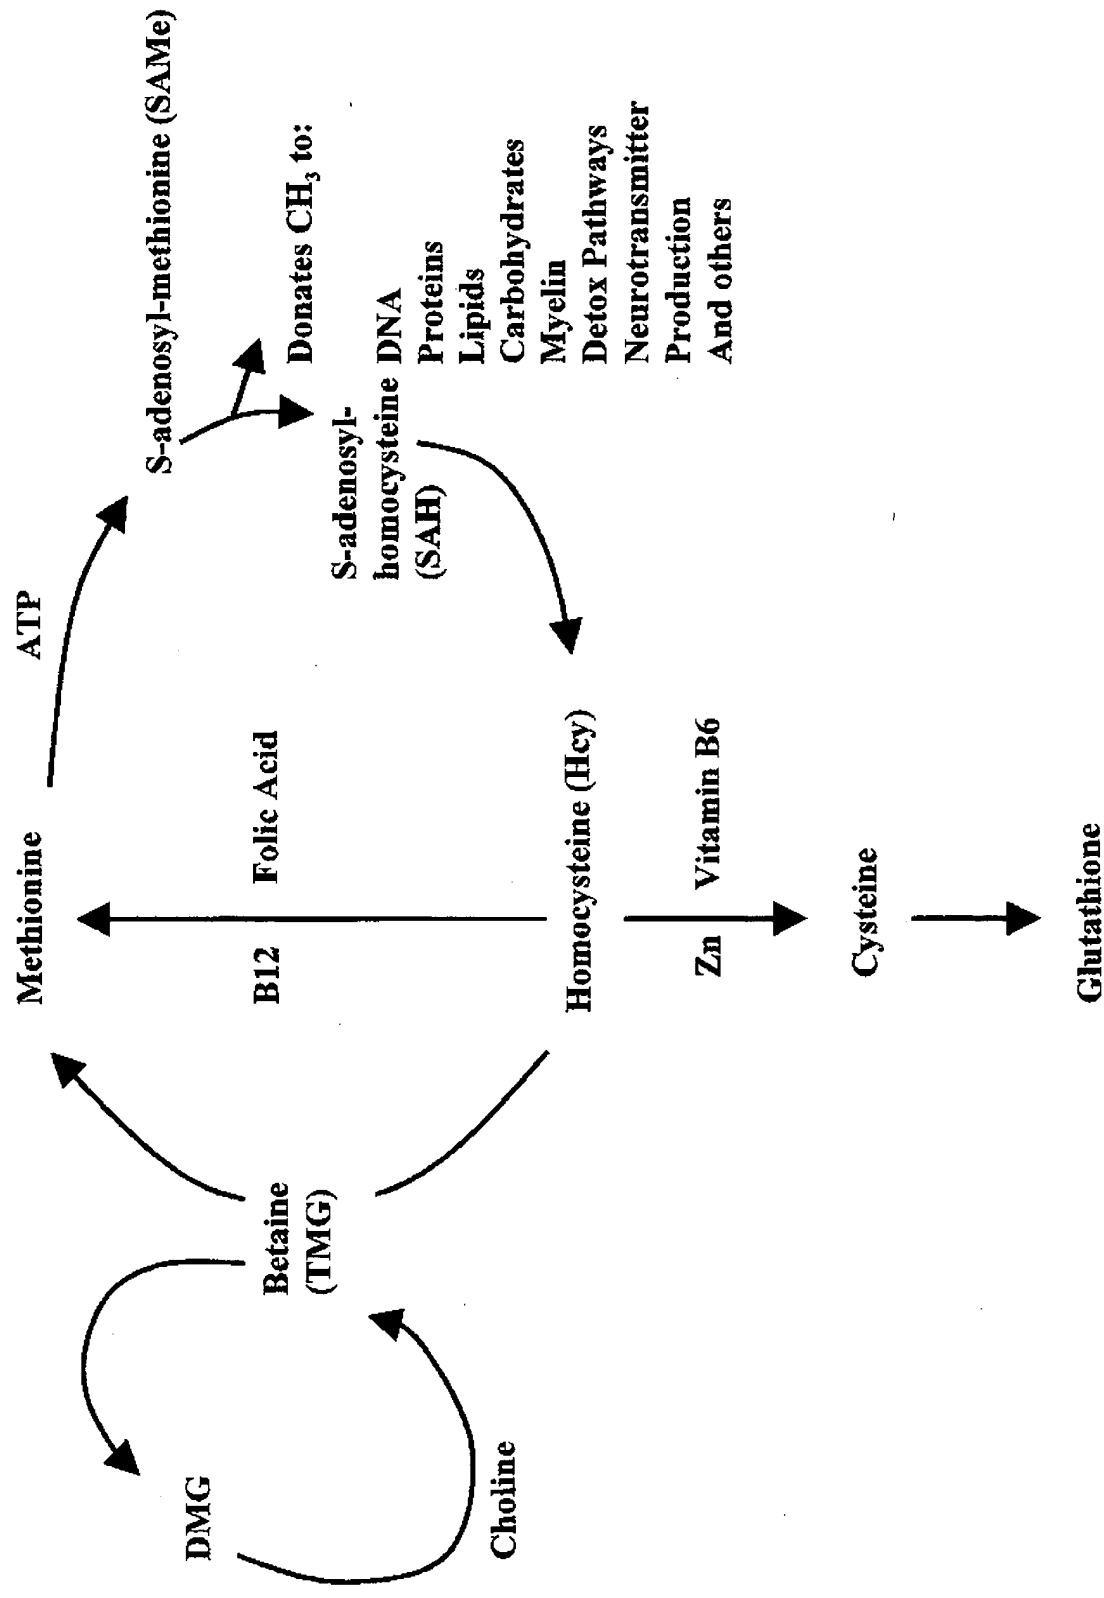 Methionine
ATP
S-adenosyl-methionine (SAMe)
Donates CH₃ to:
S-adenosyl-
homocysteine
(SAH)
DNA
Proteins
Lipids
Carbohydrates
Myelin
Detox Pathways
Neurotransmitter
Production
And others
B12
Folic Acid
Betaine
(TMG)
DMG
Choline
Homocysteine (Hcy)
Zn
Vitamin B6
Cysteine
Glutathione